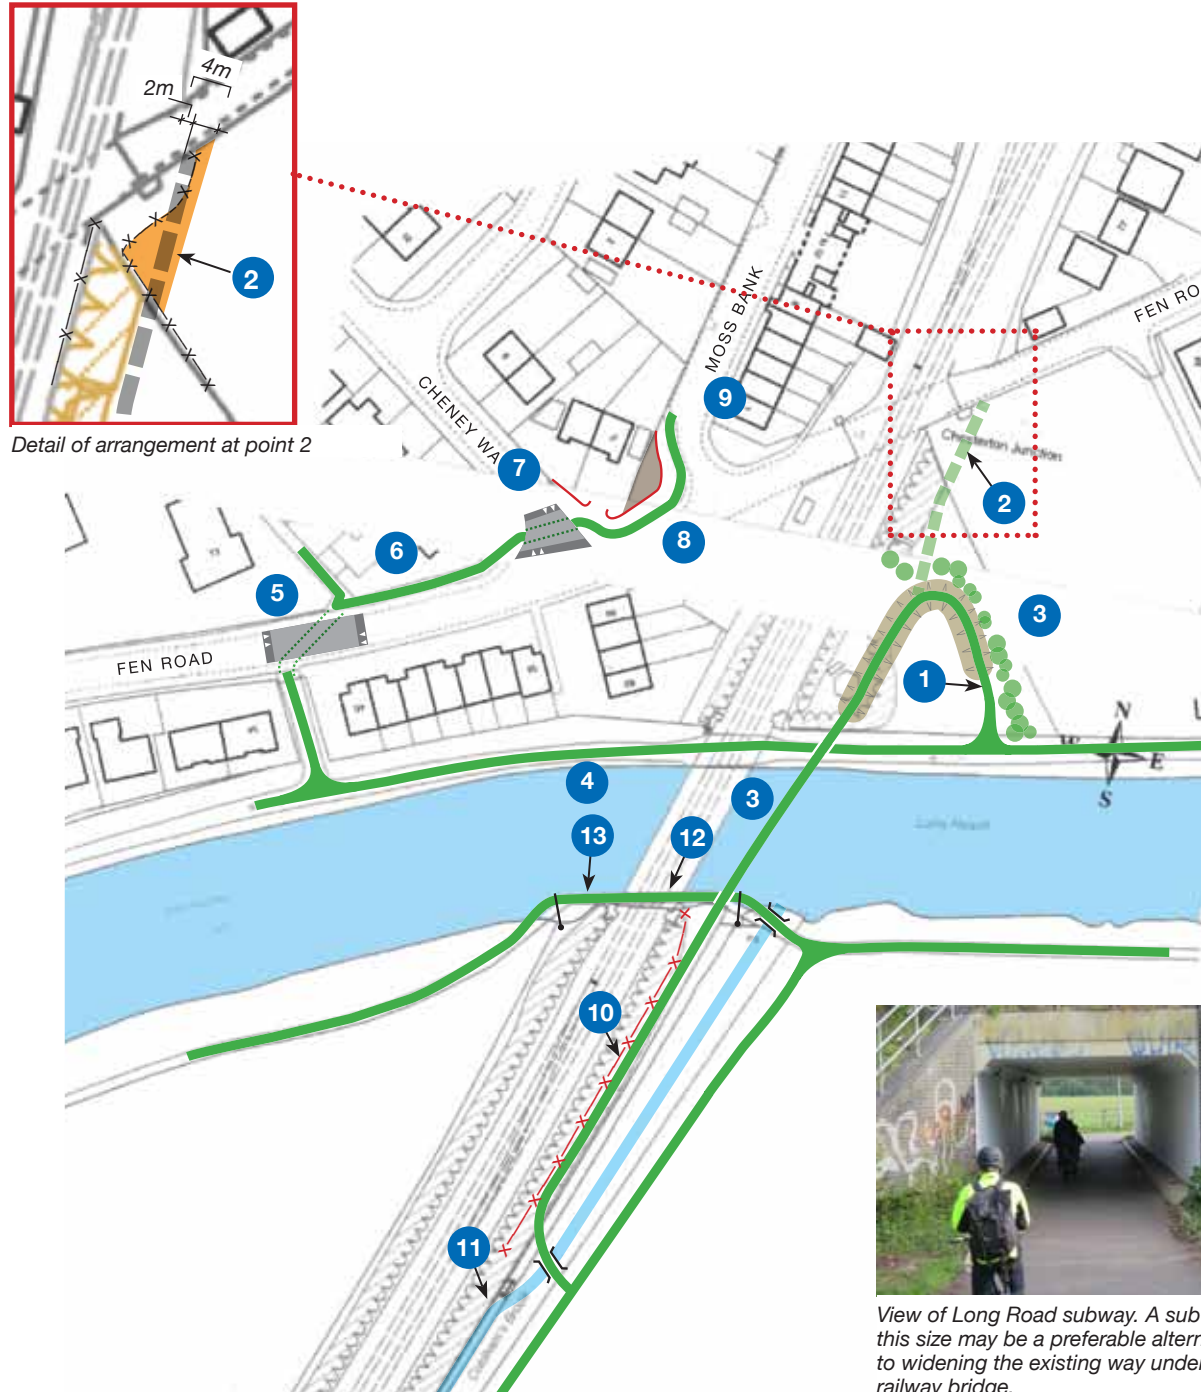 4m
2m
2
Detail of arrangement at point 2
FEN RO
MOSS BANK
9
CHENEY WA
7
Chesterton Junction
2
8
6
5
3
FEN ROAD
1
N
W
E
S
4
3
13
12
10
11
View of Long Road subway. A sub
this size may be a preferable altern
to widening the existing way under
railway bridge.